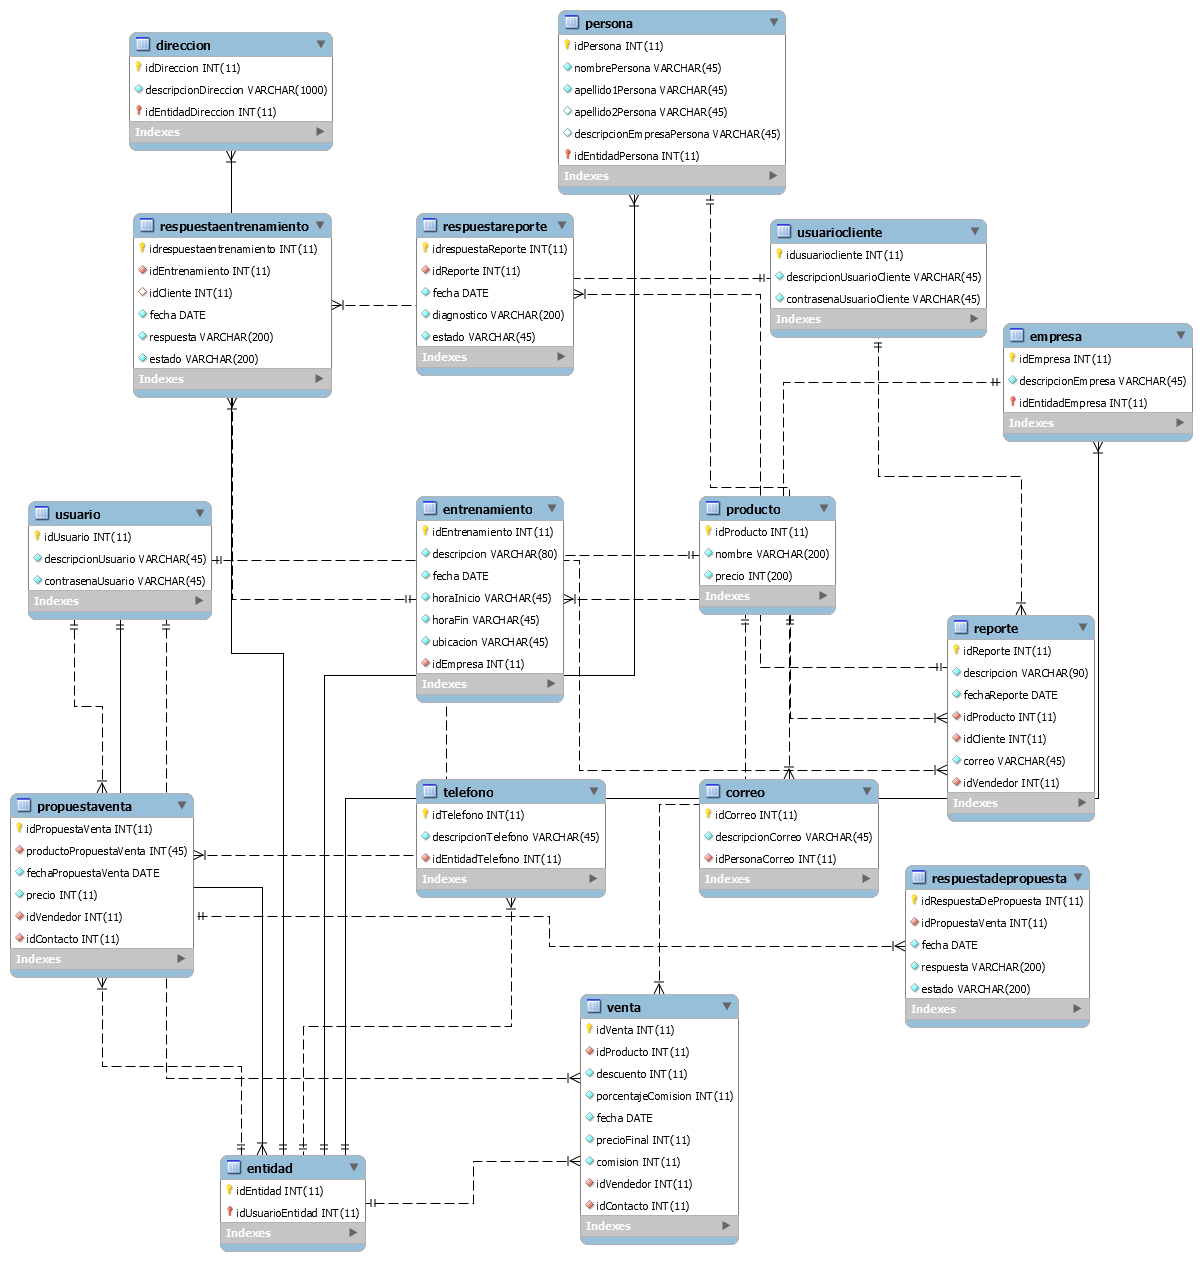 persona
idPersona INT(11)
nombrePersona VARCHAR(45)
apellido1Persona VARCHAR(45)
apellido2Persona VARCHAR(45)
descripcionEmpresaPersona VARCHAR(45)
idEntidadPersona INT(11)
Indexes
direccion
idDireccion INT(11)
descripcionDireccion VARCHAR(1000)
idEntidadDireccion INT(11)
Indexes
respuestaentrenamiento
idrespuestaentrenamiento INT(11)
idEntrenamiento INT(11)
idCliente INT(11)
fecha DATE
respuesta VARCHAR(200)
estado VARCHAR(200)
Indexes
respuestareporte
idrespuestaReporte INT(11)
idReporte INT(11)
fecha DATE
diagnostico VARCHAR(200)
estado VARCHAR(45)
Indexes
usuariocliente
idusuariocliente INT(11)
descripcionUsuarioCliente VARCHAR(45)
contrasenaUsuarioCliente VARCHAR(45)
Indexes
empresa
idEmpresa INT(11)
descripcionEmpresa VARCHAR(45)
idEntidadEmpresa INT(11)
Indexes
usuario
idUsuario INT(11)
descripcionUsuario VARCHAR(45)
contrasenaUsuario VARCHAR(45)
Indexes
entrenamiento
idEntrenamiento INT(11)
descripcion VARCHAR(80)
fecha DATE
horaInicio VARCHAR(45)
horaFin VARCHAR(45)
ubicacion VARCHAR(45)
idEmpresa INT(11)
Indexes
producto
idProducto INT(11)
nombre VARCHAR(200)
precio INT(200)
Indexes
reporte
idReporte INT(11)
descripcion VARCHAR(90)
fechaReporte DATE
idProducto INT(11)
idCliente INT(11)
correo VARCHAR(45)
idVendedor INT(11)
Indexes
propuestaventa
idPropuestaVenta INT(11)
productoPropuestaVenta INT(45)
fechaPropuestaVenta DATE
precio INT(11)
idVendedor INT(11)
idContacto INT(11)
Indexes
telefono
idTelefono INT(11)
descripcionTelefono VARCHAR(45)
idEntidadTelefono INT(11)
Indexes
correo
idCorreo INT(11)
descripcionCorreo VARCHAR(45)
idPersonaCorreo INT(11)
Indexes
respuestadepropuesta
idRespuestaDePropuesta INT(11)
idPropuestaVenta INT(11)
fecha DATE
respuesta VARCHAR(200)
estado VARCHAR(200)
Indexes
venta
idVenta INT(11)
idProducto INT(11)
descuento INT(11)
porcentajeComision INT(11)
fecha DATE
precioFinal INT(11)
comision INT(11)
idVendedor INT(11)
idContacto INT(11)
Indexes
entidad
idEntidad INT(11)
idUsuarioEntidad INT(11)
Indexes